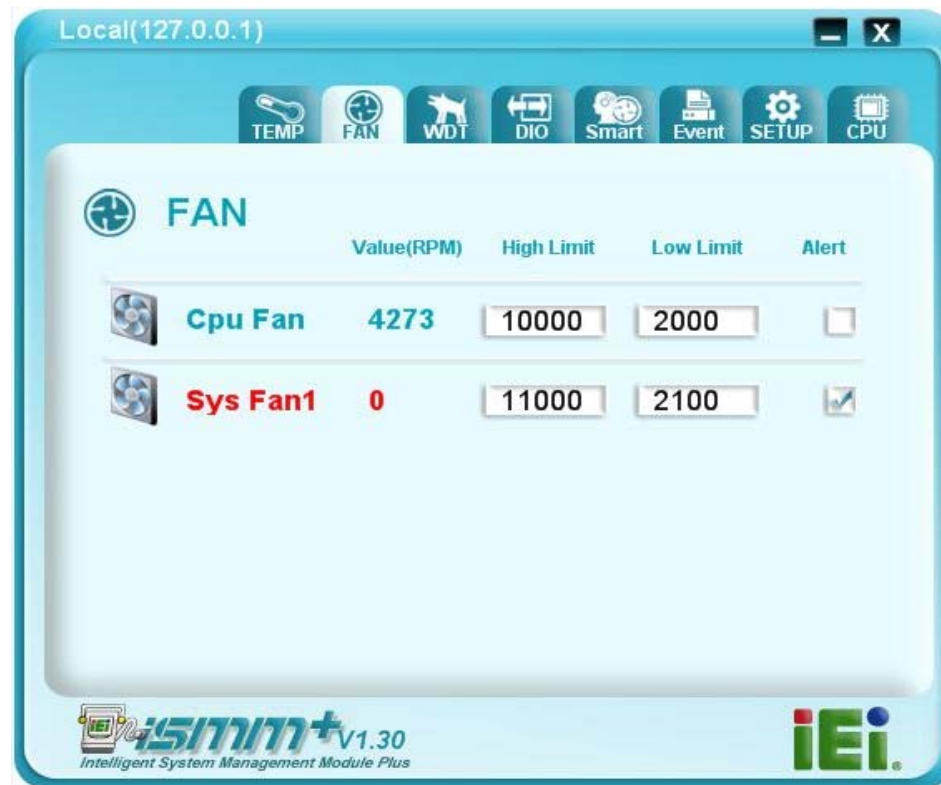 Local(127.0.0.1)
X
TEMP FAN WDT DIO Smart Event SETUP CPU
FAN
Value(RPM) High Limit Low Limit Alert
Cpu Fan 4273 10000 2000
Sys Fan1 0 11000 2100
iEi iSMM+ V1.30
Intelligent System Management Module Plus
iEi®